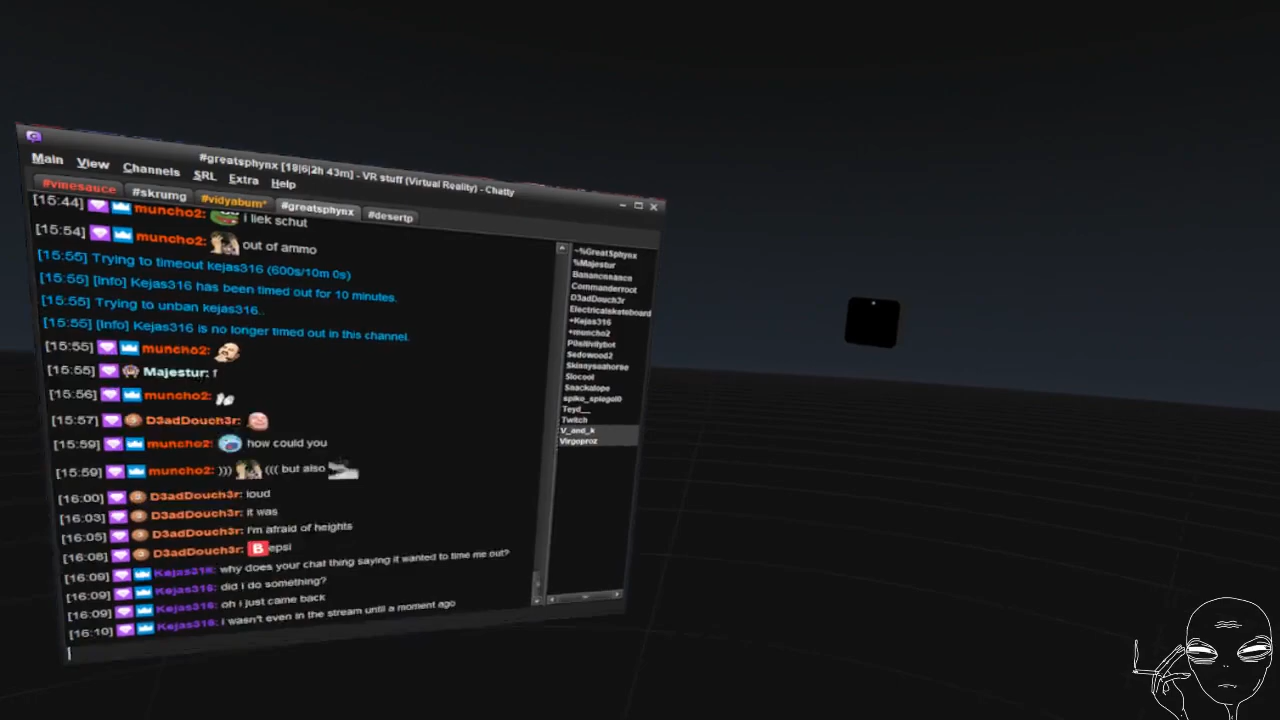 #greatsphynx [18|6|2h 43m] - VR stuff (Virtual Reality) - Chatty
Main View Channels SRL Extra Help
#vinesauce #skrumg #vidyabum* #greatsphynx #desertp
[15:44] muncho2: i liek schut
[15:54] muncho2: out of ammo
[15:55] Trying to timeout kejas316 (600s/10m 0s)
[15:55] [Info] Kejas316 has been timed out for 10 minutes.
[15:55] Trying to unban kejas316..
[15:55] [Info] Kejas316 is no longer timed out in this channel.
[15:55] muncho2:
[15:55] Majestur: f
[15:56] muncho2:
[15:57] D3adDouch3r:
[15:59] muncho2: how could you
[15:59] muncho2: ))) ((( but also
[16:00] D3adDouch3r: loud
[16:03] D3adDouch3r: it was
[16:05] D3adDouch3r: I'm afraid of heights
[16:08] D3adDouch3r: Bepsi
[16:09] Kejas316: why does your chat thing saying it wanted to time me out?
[16:09] Kejas316: did i do something?
[16:09] Kejas316: oh i just came back
[16:10] Kejas316: i wasn't even in the stream until a moment ago
~%GreatSphynx
%Majestur
Banancnsance
Commanderroot
D3adDouch3r
Electricalskateboard
+Kejas316
+muncho2
P0sitivitybot
Sedowood2
Skinnyseahorse
Slocool
Snackalope
spike_spiegel0
Teyd__
Twitch
V_and_k
Virgoproz